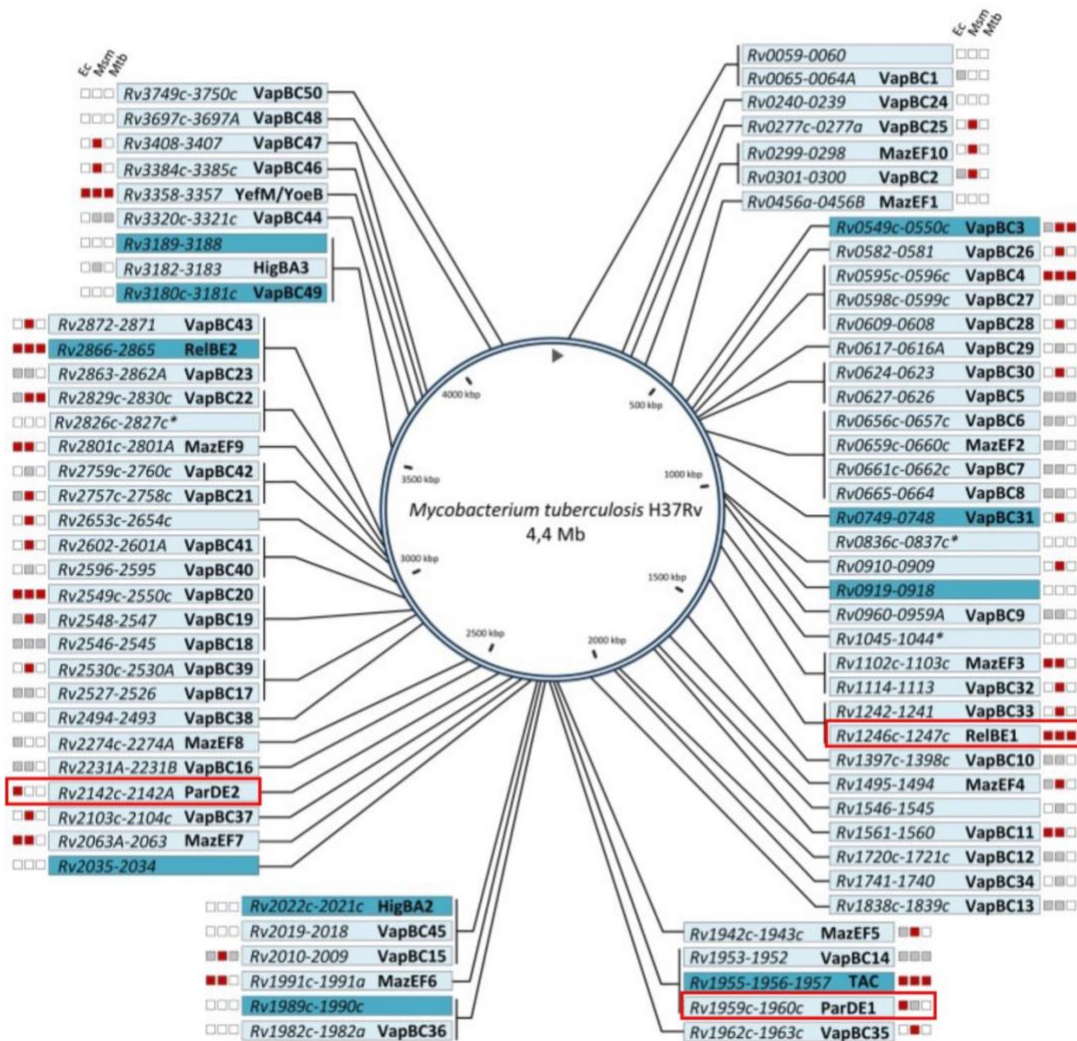 Ec Msm Mtb
Rv3749c-3750c VapBC50
Rv3697c-3697A VapBC48
Rv3408-3407 VapBC47
Rv3384c-3385c VapBC46
Rv3358-3357 YefM/YoeB
Rv3320c-3321c VapBC44
Rv3189-3188
Rv3182-3183 HigBA3
Rv3180c-3181c VapBC49
Rv2872-2871 VapBC43
Rv2866-2865 RelBE2
Rv2863-2862A VapBC23
Rv2829c-2830c VapBC22
Rv2826c-2827c*
Rv2801c-2801A MazEF9
Rv2759c-2760c VapBC42
Rv2757c-2758c VapBC21
Rv2653c-2654c
Rv2602-2601A VapBC41
Rv2596-2595 VapBC40
Rv2549c-2550c VapBC20
Rv2548-2547 VapBC19
Rv2546-2545 VapBC18
Rv2530c-2530A VapBC39
Rv2527-2526 VapBC17
Rv2494-2493 VapBC38
Rv2274c-2274A MazEF8
Rv2231A-2231B VapBC16
Rv2142c-2142A ParDE2
Rv2103c-2104c VapBC37
Rv2063A-2063 MazEF7
Rv2035-2034
Rv2022c-2021c HigBA2
Rv2019-2018 VapBC45
Rv2010-2009 VapBC15
Rv1991c-1991a MazEF6
Rv1989c-1990c
Rv1982c-1982a VapBC36
4000 kbp
500 kbp
3500 kbp
1000 kbp
Mycobacterium tuberculosis H37Rv
4,4 Mb
3000 kbp
1500 kbp
2500 kbp
2000 kbp
Ec Msm Mtb
Rv0059-0060
Rv0065-0064A VapBC1
Rv0240-0239 VapBC24
Rv0277c-0277a VapBC25
Rv0299-0298 MazEF10
Rv0301-0300 VapBC2
Rv0456a-0456B MazEF1
Rv0549c-0550c VapBC3
Rv0582-0581 VapBC26
Rv0595c-0596c VapBC4
Rv0598c-0599c VapBC27
Rv0609-0608 VapBC28
Rv0617-0616A VapBC29
Rv0624-0623 VapBC30
Rv0627-0626 VapBC5
Rv0656c-0657c VapBC6
Rv0659c-0660c MazEF2
Rv0661c-0662c VapBC7
Rv0665-0664 VapBC8
Rv0749-0748 VapBC31
Rv0836c-0837c*
Rv0910-0909
Rv0919-0918
Rv0960-0959A VapBC9
Rv1045-1044*
Rv1102c-1103c MazEF3
Rv1114-1113 VapBC32
Rv1242-1241 VapBC33
Rv1246c-1247c RelBE1
Rv1397c-1398c VapBC10
Rv1495-1494 MazEF4
Rv1546-1545
Rv1561-1560 VapBC11
Rv1720c-1721c VapBC12
Rv1741-1740 VapBC34
Rv1838c-1839c VapBC13
Rv1942c-1943c MazEF5
Rv1953-1952 VapBC14
Rv1955-1956-1957 TAC
Rv1959c-1960c ParDE1
Rv1962c-1963c VapBC35